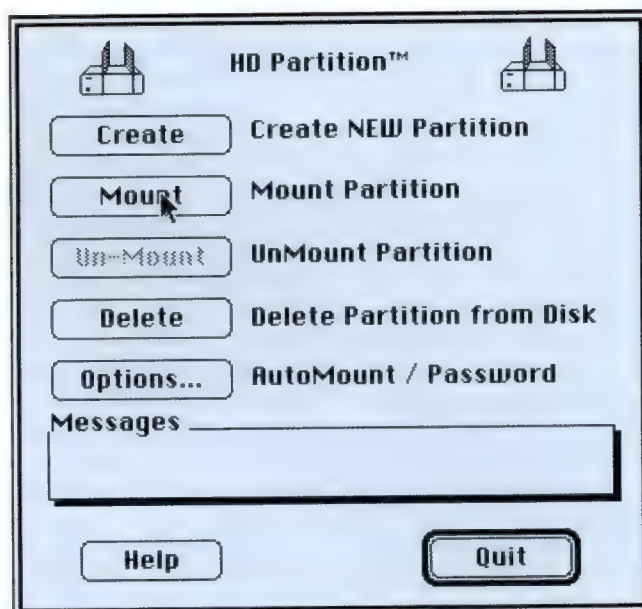 HD Partition™
Create Create NEW Partition
Mount Mount Partition
Un-Mount UnMount Partition
Delete Delete Partition from Disk
Options... AutoMount / Password
Messages
Help Quit